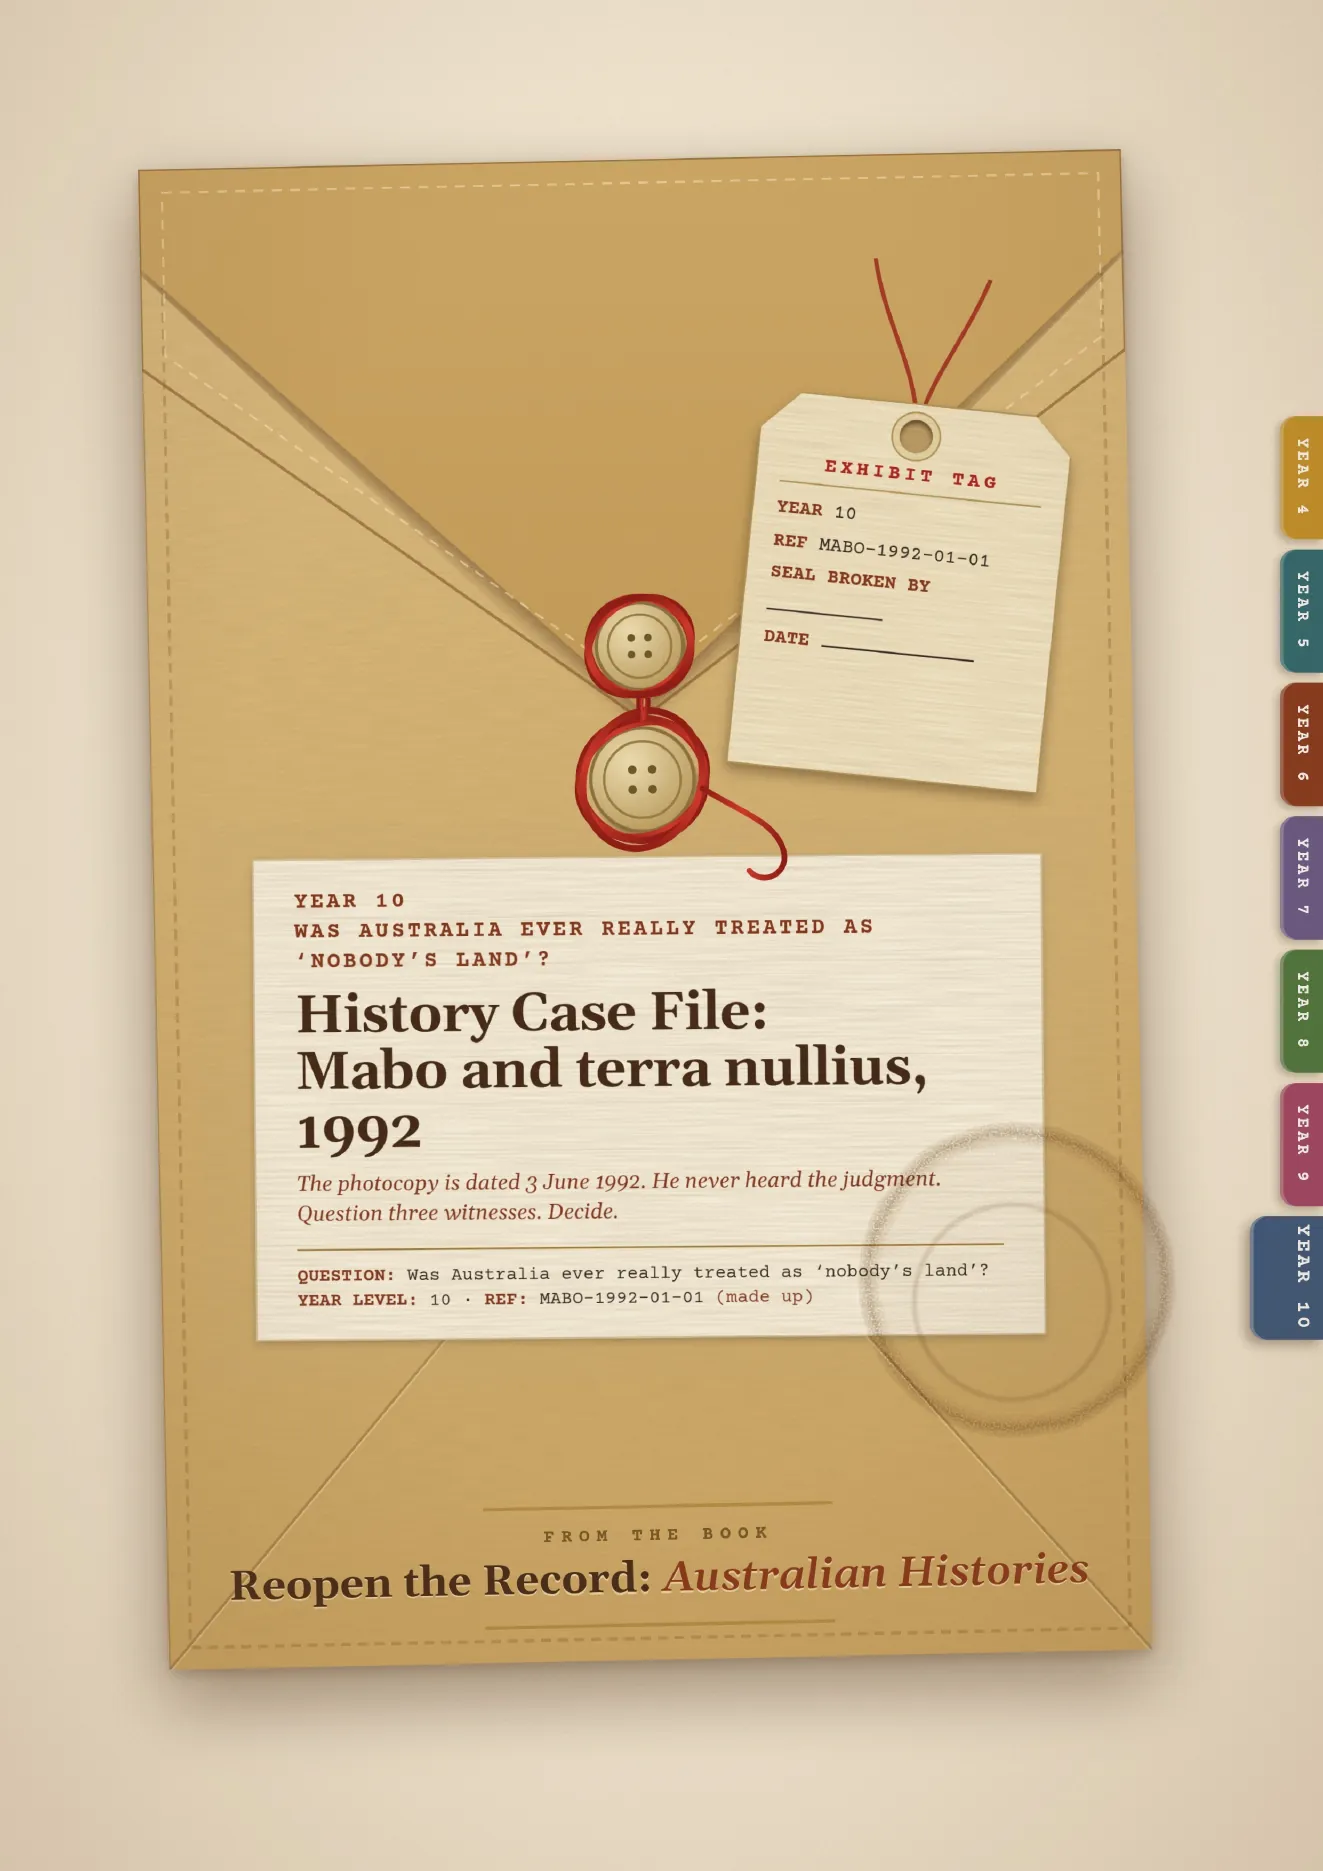 EXHIBIT TAG
YEAR 10
REF MABO-1992-01-01
SEAL BROKEN BY
DATE
YEAR 10
WAS AUSTRALIA EVER REALLY TREATED AS
‘NOBODY’S LAND’?
History Case File:
Mabo and terra nullius,
1992
The photocopy is dated 3 June 1992. He never heard the judgment.
Question three witnesses. Decide.
QUESTION: Was Australia ever really treated as ‘nobody’s land’?
YEAR LEVEL: 10 · REF: MABO-1992-01-01 (made up)
FROM THE BOOK
Reopen the Record: Australian Histories
YEAR 4
YEAR 5
YEAR 6
YEAR 7
YEAR 8
YEAR 9
YEAR 10